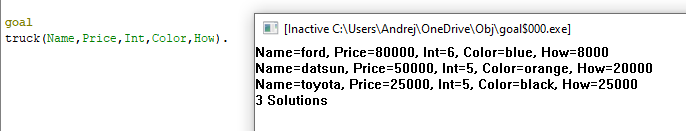 goal
truck(Name,Price,Int,Color,How).
[Inactive C:\Users\Andrej\OneDrive\Obj\goal$000.exe]
Name=ford, Price=80000, Int=6, Color=blue, How=8000
Name=datsun, Price=50000, Int=5, Color=orange, How=20000
Name=toyota, Price=25000, Int=5, Color=black, How=25000
3 Solutions